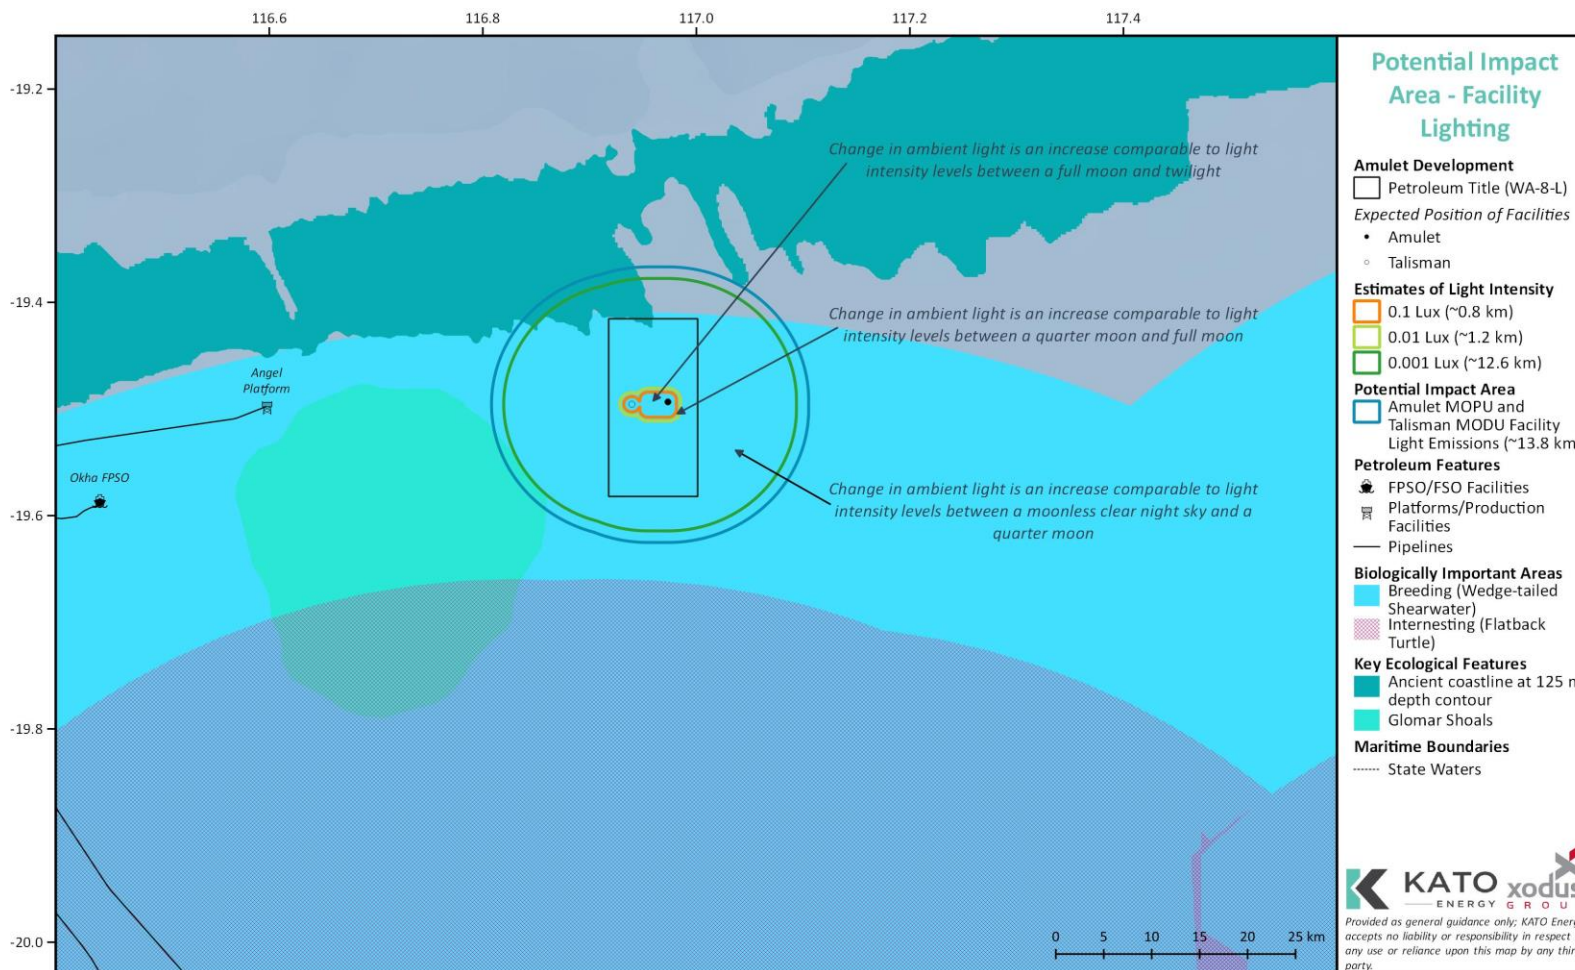 116.6
116.8
117.0
117.2
117.4
-19.2
-19.4
-19.6
-19.8
-20.0
Change in ambient light is an increase comparable to light
intensity levels between a full moon and twilight
Change in ambient light is an increase comparable to light
intensity levels between a quarter moon and full moon
Angel
Platform
Okha FPSO
Change in ambient light is an increase comparable to light
intensity levels between a moonless clear night sky and a
quarter moon
0 5 10 15 20 25 km
Potential Impact
Area - Facility
Lighting
Amulet Development
Petroleum Title (WA-8-L)
Expected Position of Facilities
Amulet
Talisman
Estimates of Light Intensity
0.1 Lux (~0.8 km)
0.01 Lux (~1.2 km)
0.001 Lux (~12.6 km)
Potential Impact Area
Amulet MOPU and
Talisman MODU Facility
Light Emissions (~13.8 km
Petroleum Features
FPSO/FSO Facilities
Platforms/Production
Facilities
Pipelines
Biologically Important Areas
Breeding (Wedge-tailed
Shearwater)
Internesting (Flatback
Turtle)
Key Ecological Features
Ancient coastline at 125
depth contour
Glomar Shoals
Maritime Boundaries
State Waters
KATO
ENERGY
xodus
GROU
Provided as general guidance only; KATO Energ
accepts no liability or responsibility in respect
any use or reliance upon this map by any thir
party.